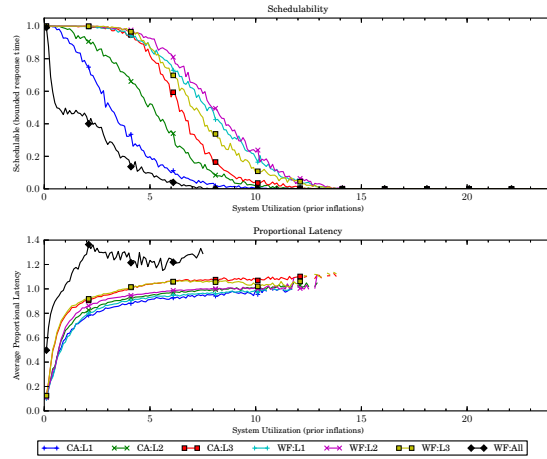 Schedulability
1.0
0.8
0.6
0.4
0.2
0.0
Schedulable (bounded response time)
0 5 10 15 20
System Utilization (prior inflations)
Proportional Latency
1.4
1.2
1.0
0.8
0.6
0.4
0.2
0.0
Average Proportional Latency
0 5 10 15 20
System Utilization (prior inflations)
CA:L1 CA:L2 CA:L3 WF:L1 WF:L2 WF:L3 WF:All